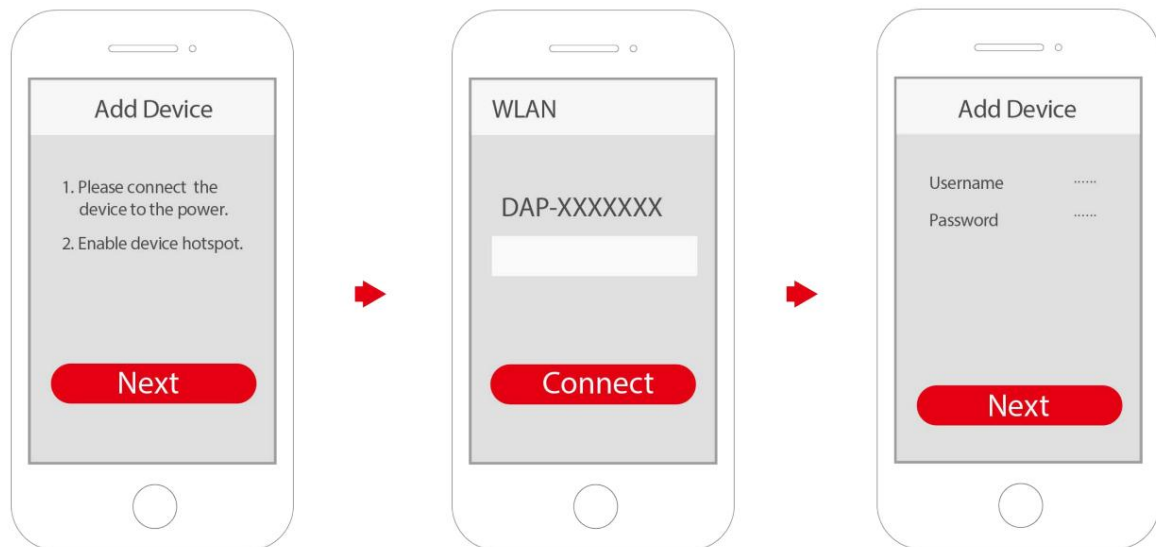 Add Device
1. Please connect the
device to the power.
2. Enable device hotspot.
Next
WLAN
DAP-XXXXXXX
Connect
Add Device
Username ······
Password ······
Next